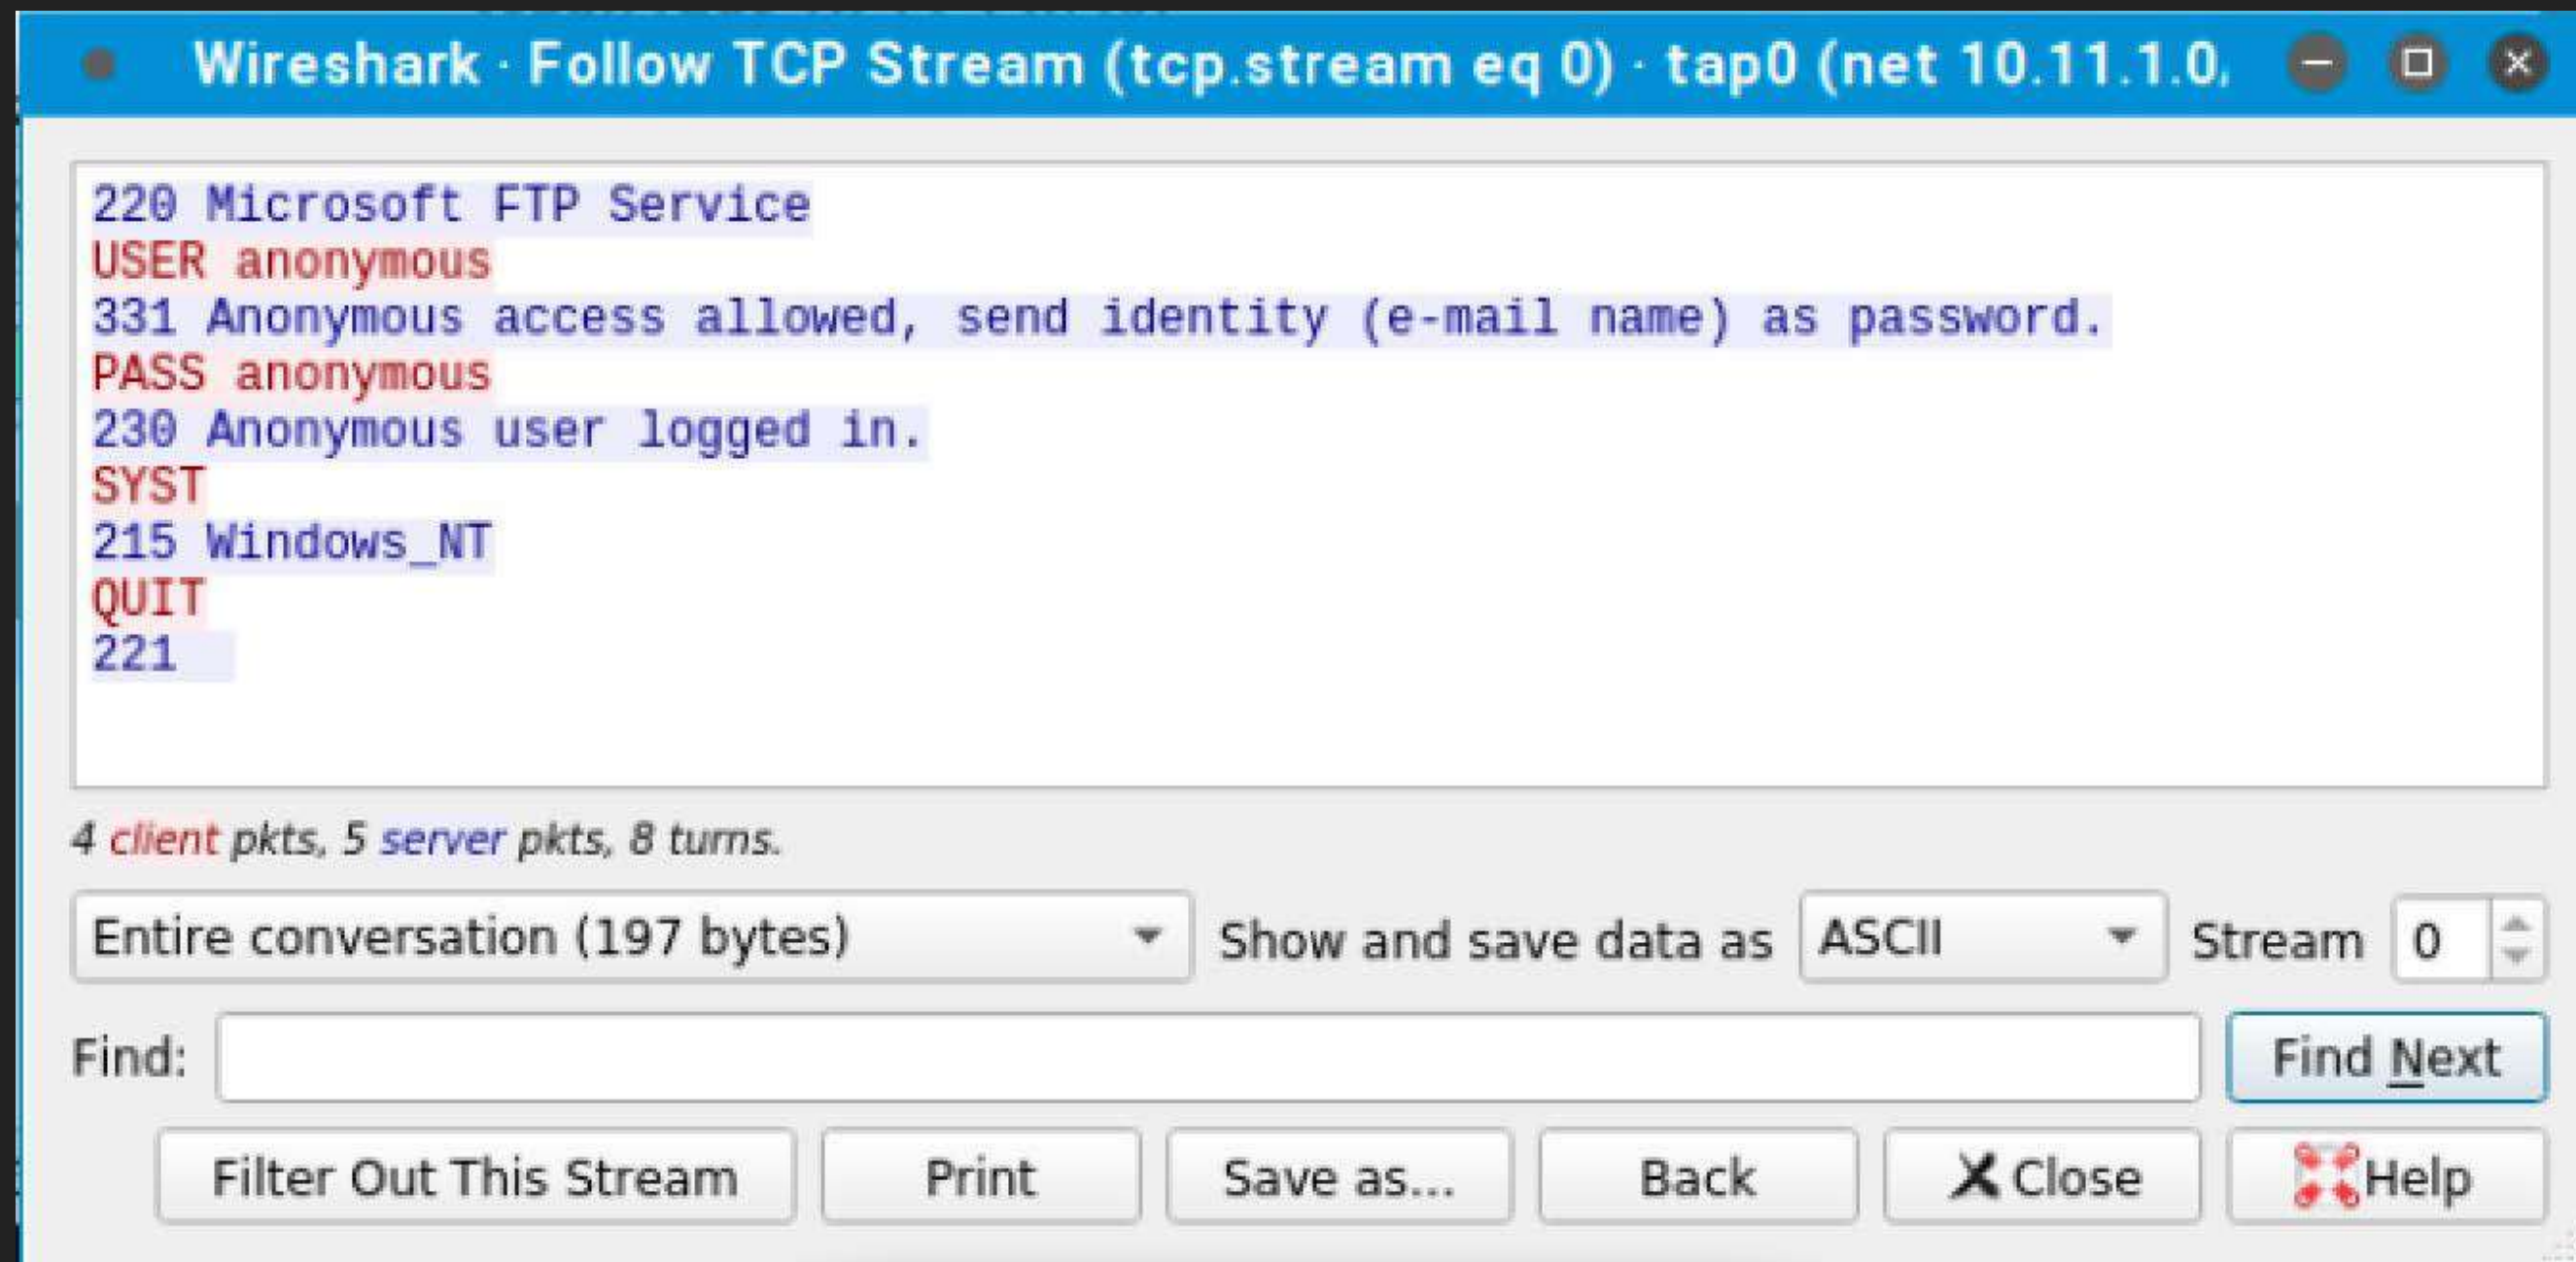 Wireshark · Follow TCP Stream (tcp.stream eq 0) · tap0 (net 10.11.1.0,
220 Microsoft FTP Service
USER anonymous
331 Anonymous access allowed, send identity (e-mail name) as password.
PASS anonymous
230 Anonymous user logged in.
SYST
215 Windows_NT
QUIT
221
4 client pkts, 5 server pkts, 8 turns.
Entire conversation (197 bytes) Show and save data as ASCII Stream 0
Find: Find Next
Filter Out This Stream Print Save as... Back Close Help